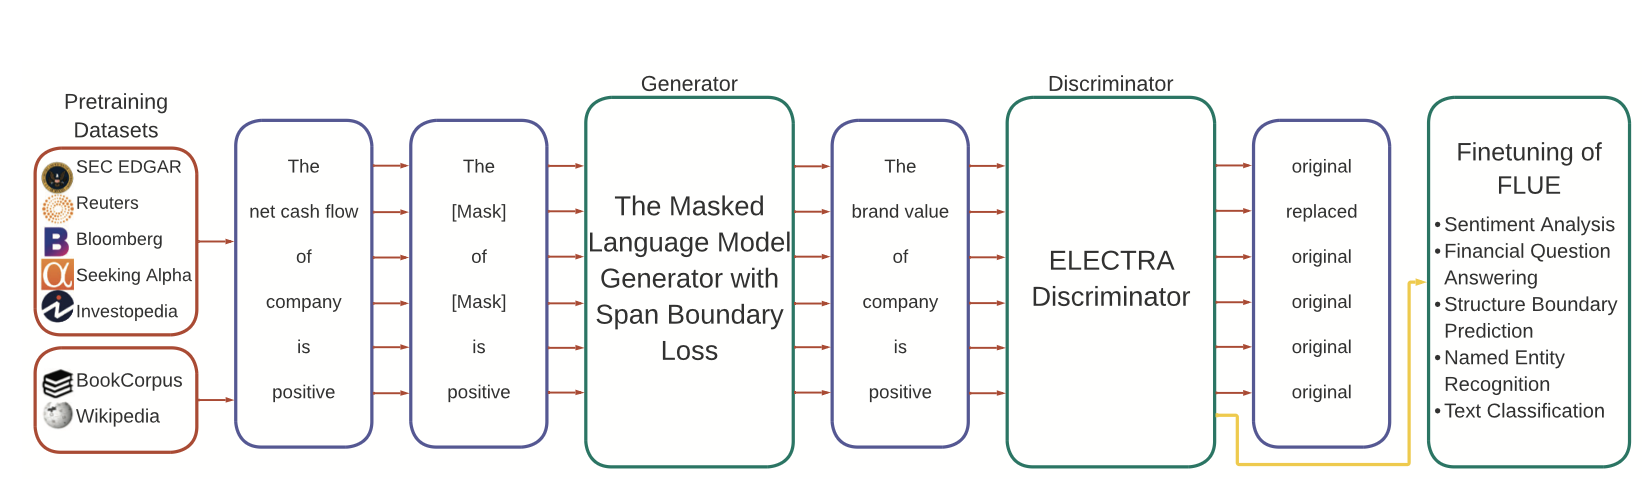 Pretraining
Datasets
SEC EDGAR
Reuters
Bloomberg
Seeking Alpha
Investopedia
BookCorpus
Wikipedia
The
net cash flow
of
company
is
positive
The
[Mask]
of
[Mask]
is
positive
Generator
The Masked
Language Model
Generator with
Span Boundary
Loss
The
brand value
of
company
is
positive
Discriminator
ELECTRA
Discriminator
original
replaced
original
original
original
original
Finetuning of
FLUE
• Sentiment Analysis
• Financial Question
Answering
• Structure Boundary
Prediction
• Named Entity
Recognition
• Text Classification